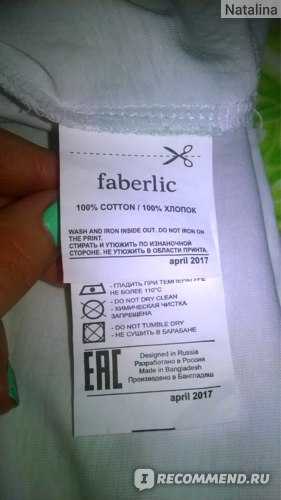 Natalina
faberlic
100% COTTON / 100% ХЛОПОК
WASH AND IRON INSIDE OUT. DO NOT IRON ON
THE PRINT.
СТИРАТЬ И УТЮЖИТЬ ПО ИЗНАНОЧНОЙ
СТОРОНЕ. НЕ УТЮЖИТЬ В ОБЛАСТИ ПРИНТА.
april 2017
- ГЛАДИТЬ ПРИ
НЕ БОЛЕЕ 110°C
- DO NOT DRY CLEAN
- ХИМИЧЕСКАЯ ЧИСТКА
ЗАПРЕЩЕНА
- DO NOT TUMBLE DRY
- НЕ СУШИТЬ В БАРАБАНЕ
EAC
Designed in Russia
Разработано в России
Made in Bangladesh
Произведено в Бангладеш
april 2017
IRECOMMEND.RU